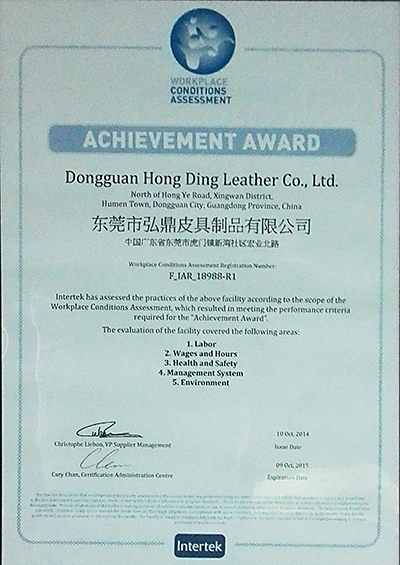 WORKPLACE
CONDITIONS
ASSESSMENT
ACHIEVEMENT AWARD
Dongguan Hong Ding Leather Co., Ltd.
North of Hong Ye Road, Xingwan District,
Humen Town, Dongguan City, Guangdong Province, China
东莞市弘鼎皮具制品有限公司
中国广东省东莞市虎门镇新湾社区宏业北路
Workplace Conditions Assessment Registration Number:
F_IAR_18988-R1
Intertek has assessed the practices of the above facility according to the scope of the
Workplace Conditions Assessment, which resulted in meeting the performance criteria
required for the "Achievement Award".
The evaluation of the facility covered the following areas:
1. Labor
2. Wages and Hours
3. Health and Safety
4. Management System
5. Environment
10 Oct, 2014
Christophe Liebon, VP Supplier Management
Issue Date
09 Oct, 2015
Cary Chan, Certification Administration Centre
Expiration Date
Intertek